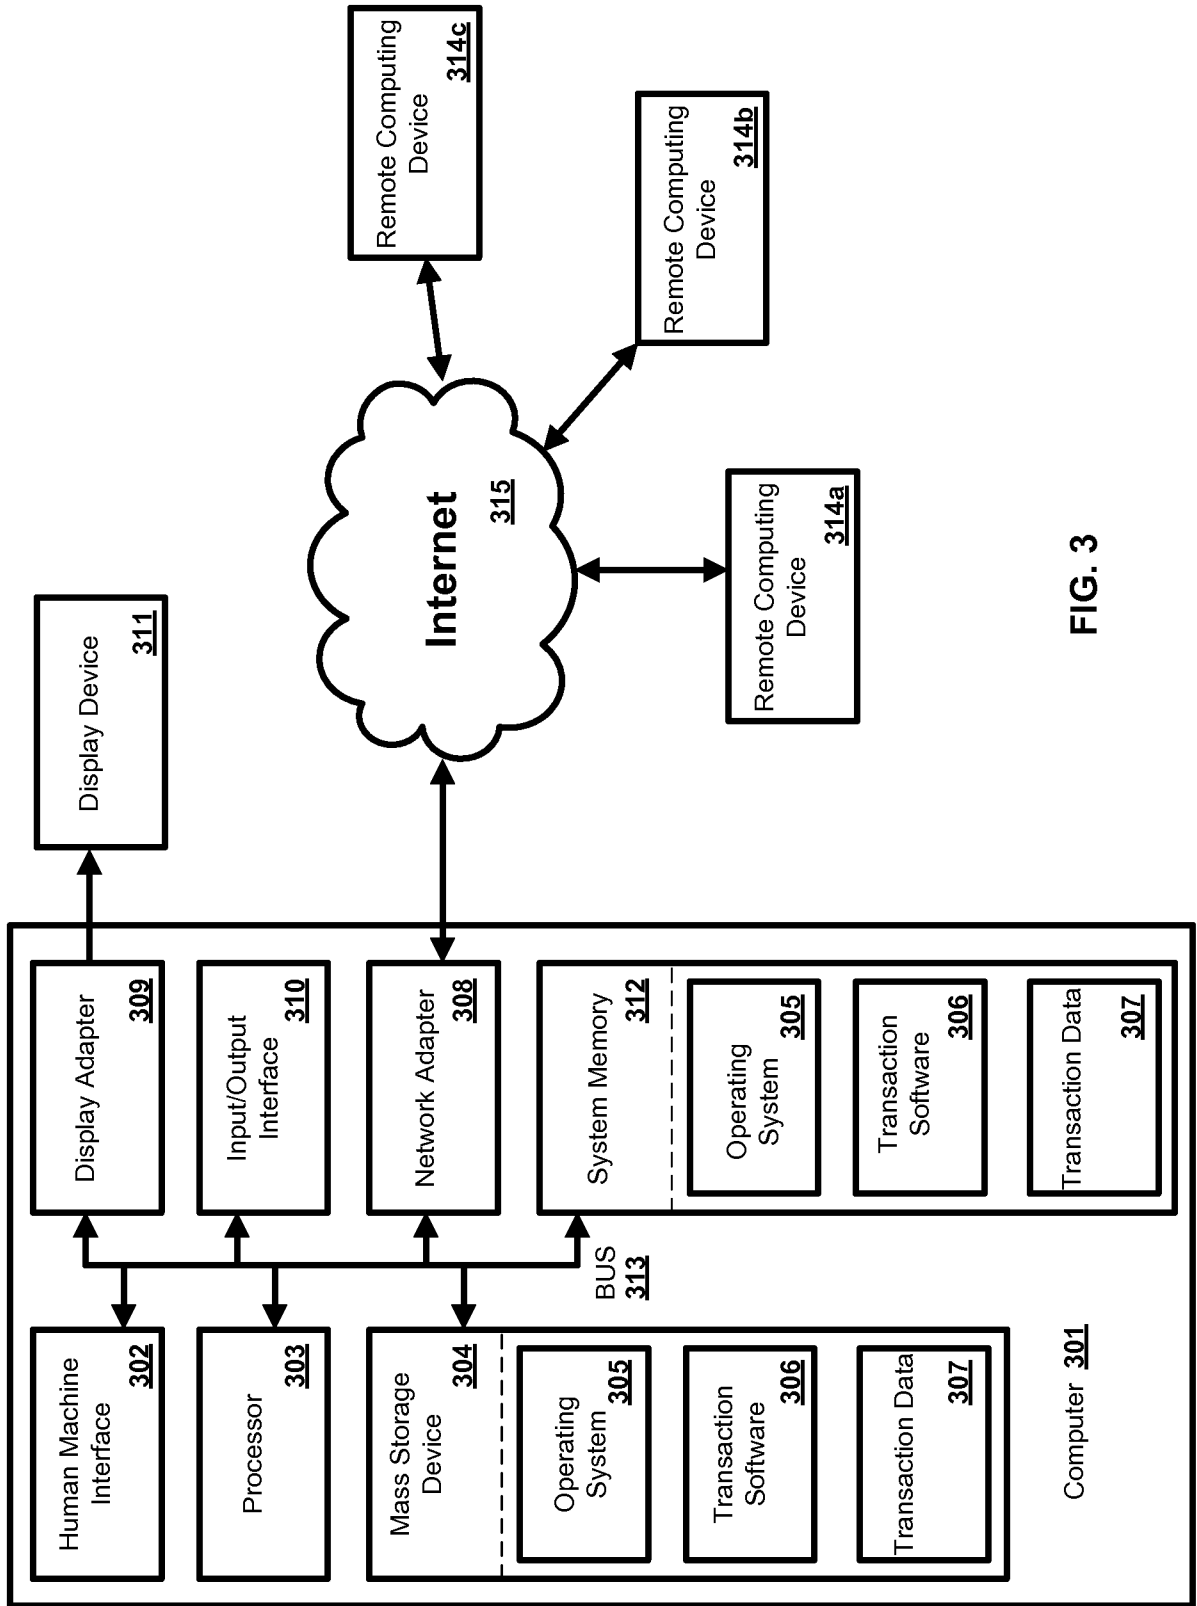 Human Machine
Interface
302
Processor
303
Mass Storage
Device
304
Operating
System
305
Transaction
Software
306
Transaction Data
307
Computer 301
BUS
313
Display Adapter
309
Input/Output
Interface
310
Network Adapter
308
System Memory
312
Operating
System
305
Transaction
Software
306
Transaction Data
307
Display Device
311
Internet
315
Remote Computing
Device
314a
Remote Computing
Device
314b
Remote Computing
Device
314c
FIG. 3